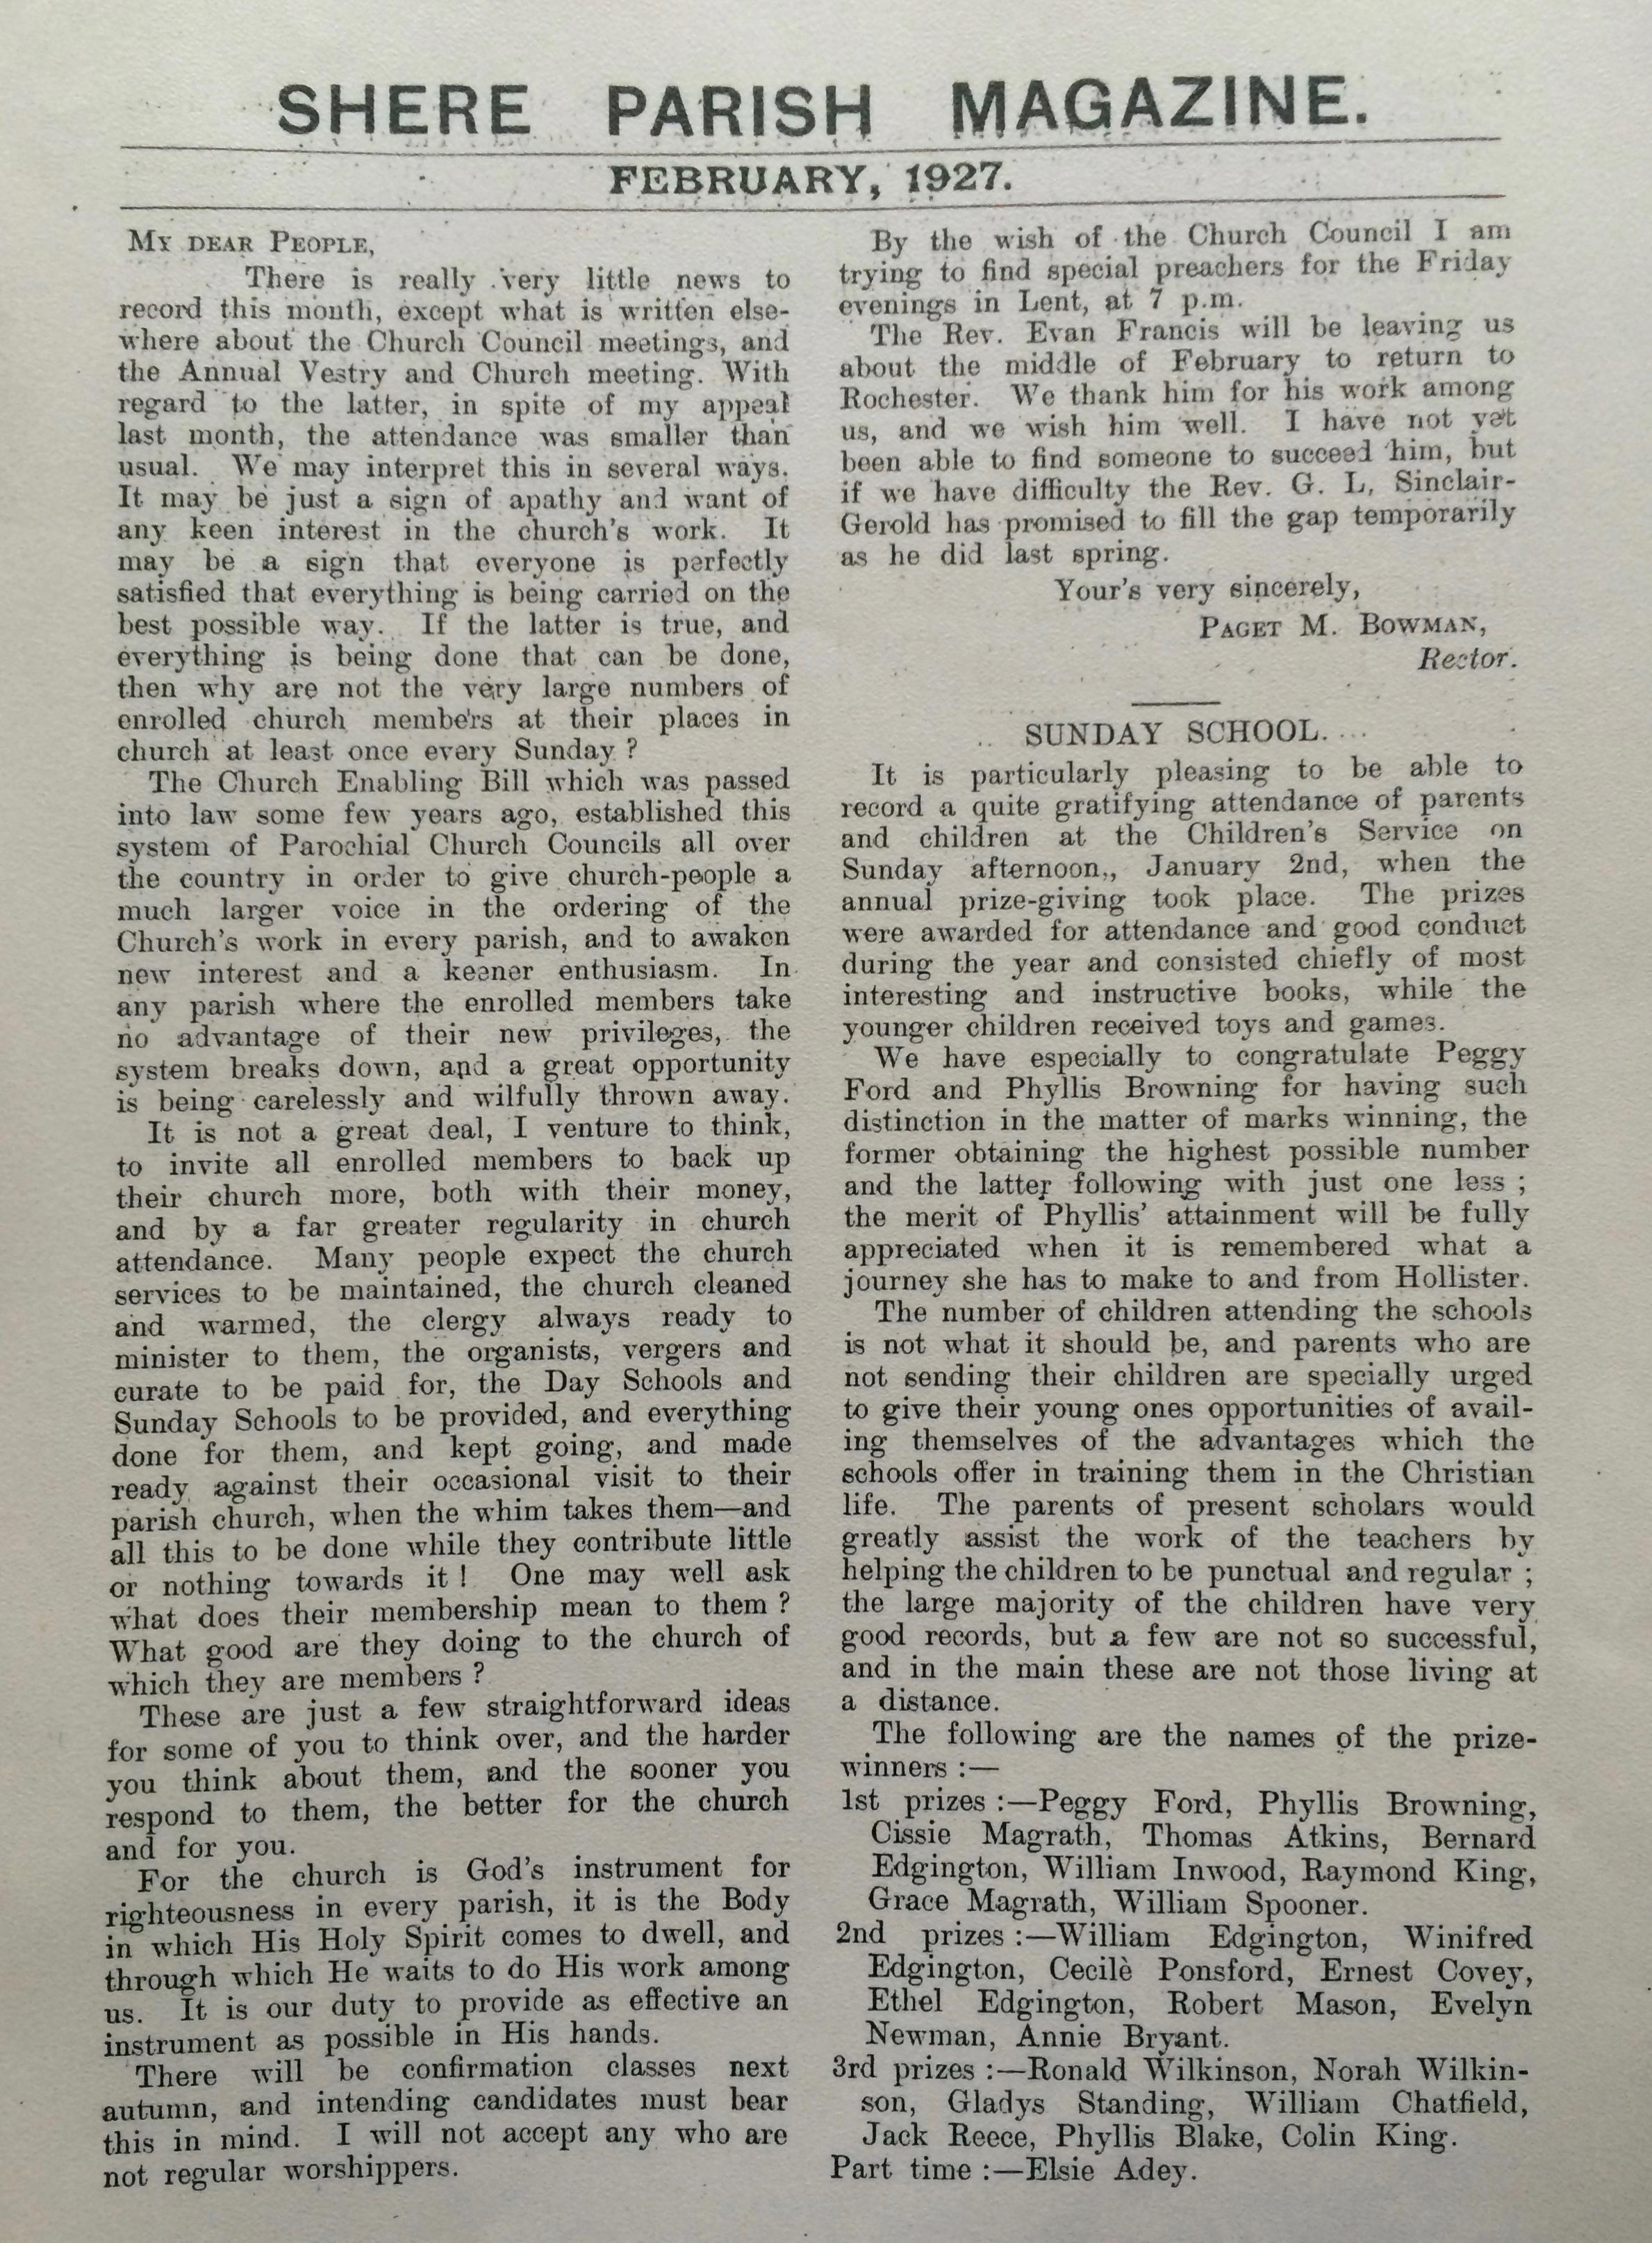 SHERE PARISH MAGAZINE.
FEBRUARY, 1927.
MY DEAR PEOPLE,
There is really very little news to
record this month, except what is written else-
where about the Church Council meetings, and
the Annual Vestry and Church meeting. With
regard to the latter, in spite of my appeal
last month, the attendance was smaller than
usual. We may interpret this in several ways.
It may be just a sign of apathy and want of
any keen interest in the church's work. It
may be a sign that everyone is perfectly
satisfied that everything is being carried on the
best possible way. If the latter is true, and
everything is being done that can be done,
then why are not the very large numbers of
enrolled church members at their places in
church at least once every Sunday ?
The Church Enabling Bill which was passed
into law some few years ago, established this
system of Parochial Church Councils all over
the country in order to give church-people a
much larger voice in the ordering of the
Church's work in every parish, and to awaken
new interest and a keener enthusiasm. In
any parish where the enrolled members take
no advantage of their new privileges, the
system breaks down, and a great opportunity
is being carelessly and wilfully thrown away.
It is not a great deal, I venture to think,
to invite all enrolled members to back up
their church more, both with their money,
and by a far greater regularity in church
attendance. Many people expect the church
services to be maintained, the church cleaned
and warmed, the clergy always ready to
minister to them, the organists, vergers and
curate to be paid for, the Day Schools and
Sunday Schools to be provided, and everything
done for them, and kept going, and made
ready against their occasional visit to their
parish church, when the whim takes them—and
all this to be done while they contribute little
or nothing towards it ! One may well ask
what does their membership mean to them ?
What good are they doing to the church of
which they are members ?
These are just a few straightforward ideas
for some of you to think over, and the harder
you think about them, and the sooner you
respond to them, the better for the church
and for you.
For the church is God's instrument for
righteousness in every parish, it is the Body
in which His Holy Spirit comes to dwell, and
through which He waits to do His work among
us. It is our duty to provide as effective an
instrument as possible in His hands.
There will be confirmation classes next
autumn, and intending candidates must bear
this in mind. I will not accept any who are
not regular worshippers.
By the wish of the Church Council I am
trying to find special preachers for the Friday
evenings in Lent, at 7 p.m.
The Rev. Evan Francis will be leaving us
about the middle of February to return to
Rochester. We thank him for his work among
us, and we wish him well. I have not yet
been able to find someone to succeed him, but
if we have difficulty the Rev. G. L, Sinclair-
Gerold has promised to fill the gap temporarily
as he did last spring.
Your's very sincerely,
PAGET M. BOWMAN,
Rector.
SUNDAY SCHOOL.
It is particularly pleasing to be able to
record a quite gratifying attendance of parents
and children at the Children's Service on
Sunday afternoon,, January 2nd, when the
annual prize-giving took place. The prizes
were awarded for attendance and good conduct
during the year and consisted chiefly of most
interesting and instructive books, while the
younger children received toys and games.
We have especially to congratulate Peggy
Ford and Phyllis Browning for having such
distinction in the matter of marks winning, the
former obtaining the highest possible number
and the latter following with just one less ;
the merit of Phyllis' attainment will be fully
appreciated when it is remembered what a
journey she has to make to and from Hollister.
The number of children attending the schools
is not what it should be, and parents who are
not sending their children are specially urged
to give their young ones opportunities of avail-
ing themselves of the advantages which the
schools offer in training them in the Christian
life. The parents of present scholars would
greatly assist the work of the teachers by
helping the children to be punctual and regular ;
the large majority of the children have very
good records, but a few are not so successful,
and in the main these are not those living at
a distance.
The following are the names of the prize-
winners :—
1st prizes :—Peggy Ford, Phyllis Browning,
Cissie Magrath, Thomas Atkins, Bernard
Edgington, William Inwood, Raymond King,
Grace Magrath, William Spooner.
2nd prizes :—William Edgington, Winifred
Edgington, Cecilè Ponsford, Ernest Covey,
Ethel Edgington, Robert Mason, Evelyn
Newman, Annie Bryant.
3rd prizes :—Ronald Wilkinson, Norah Wilkin-
son, Gladys Standing, William Chatfield,
Jack Reece, Phyllis Blake, Colin King.
Part time :—Elsie Adey.